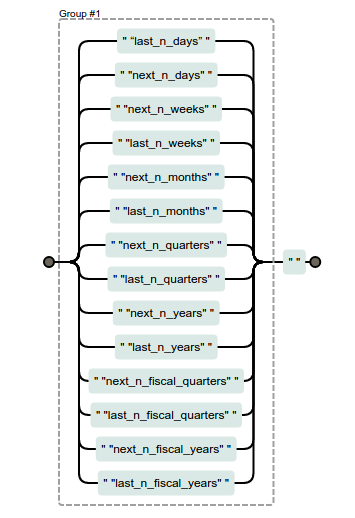 Group #1
" “last_n_days” "
" "next_n_days" "
" "next_n_weeks" "
" "last_n_weeks" "
" "next_n_months" "
" "last_n_months" "
" "next_n_quarters" "
" "last_n_quarters" "
" "next_n_years" "
" "last_n_years" "
" "next_n_fiscal_quarters" "
" "last_n_fiscal_quarters" "
" "next_n_fiscal_years" "
" "last_n_fiscal_years" "
" "